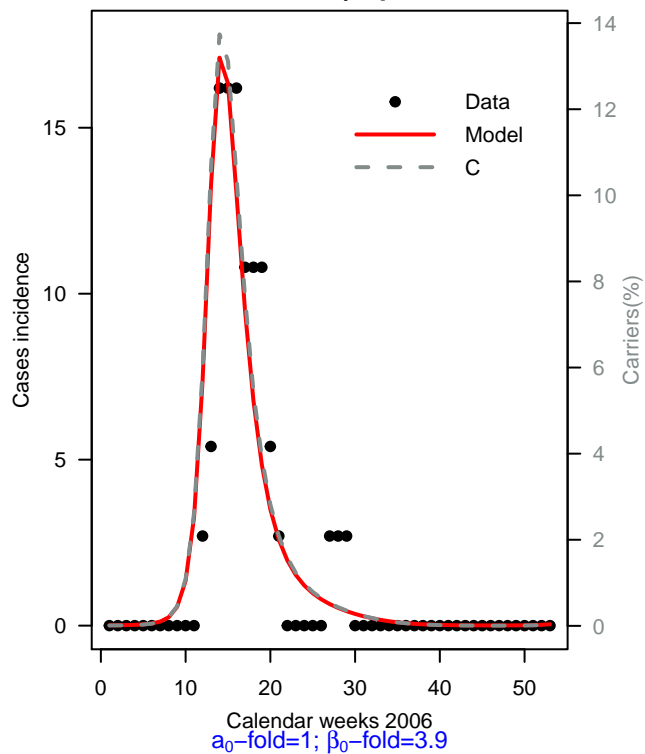 14
12
10
8
6
4
2
0
Carriers(%)
15
10
5
0
Cases incidence
Data
Model
C
0 10 20 30 40 50
Calendar weeks 2006
a₀−fold=1; β₀−fold=3.9